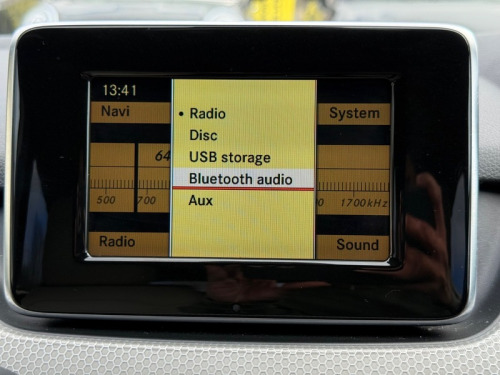 13:41
Navi
System
• Radio
Disc
USB storage
Bluetooth audio
Aux
64
500
700
1700kHz
Radio
Sound